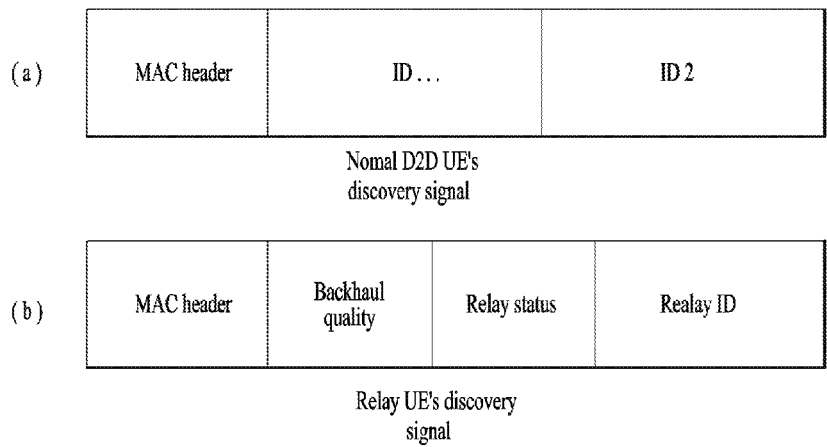 (a)
MAC header
ID . . .
ID 2
Nomal D2D UE's
discovery signal
(b)
MAC header
Backhaul
quality
Relay status
Realay ID
Relay UE's discovery
signal